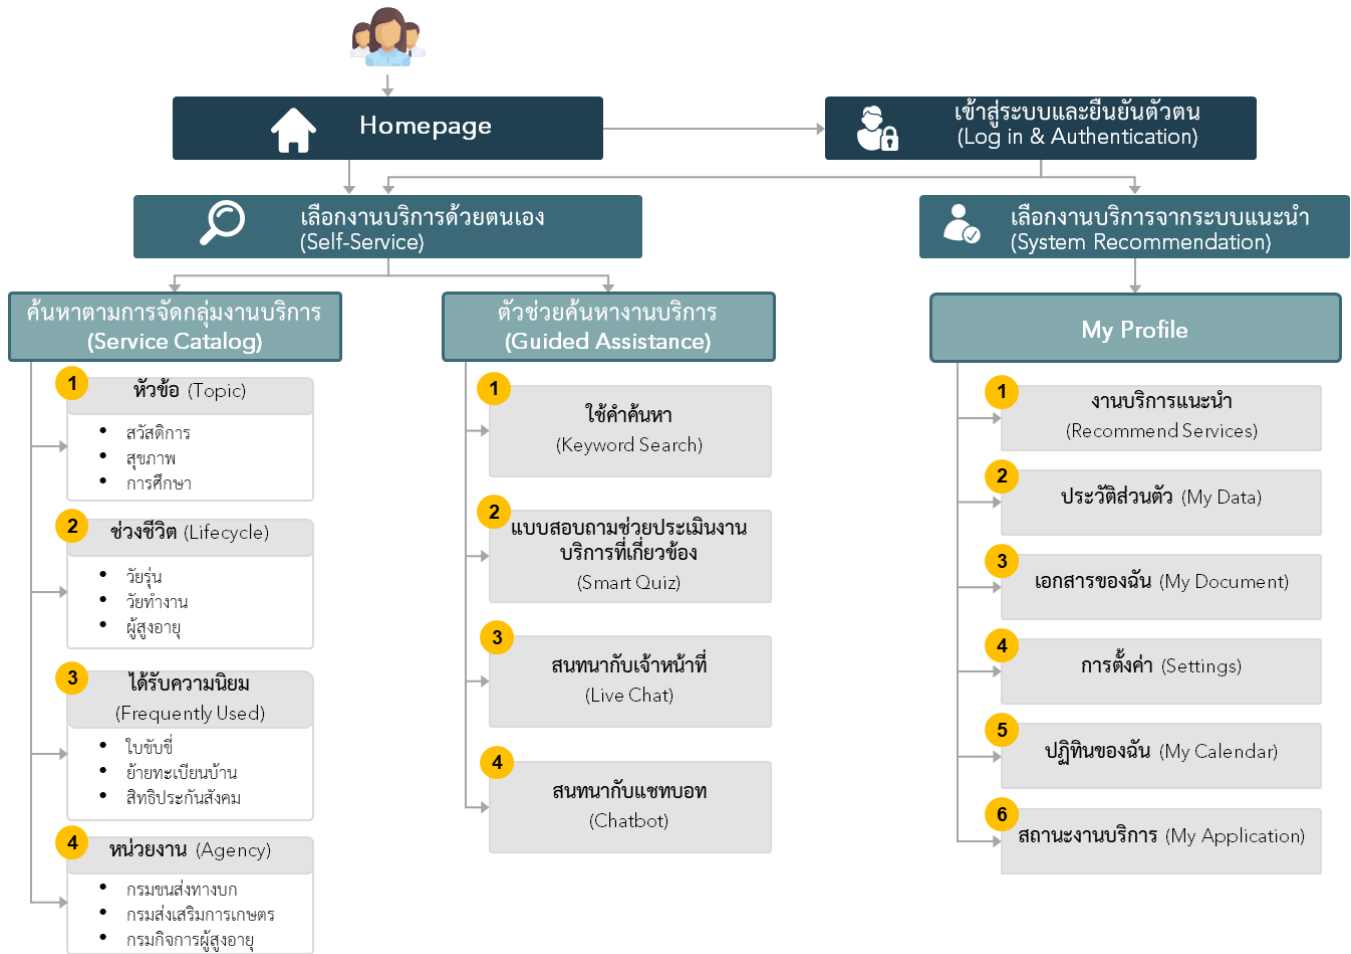 Homepage
เข้าสู่ระบบและยืนยันตัวตน
(Log in & Authentication)
เลือกงานบริการด้วยตนเอง
(Self-Service)
เลือกงานบริการจากระบบแนะนำ
(System Recommendation)
ค้นหาตามการจัดกลุ่มงานบริการ
(Service Catalog)
1
หัวข้อ (Topic)
• สวัสดิการ
• สุขภาพ
• การศึกษา
2
ช่วงชีวิต (Lifecycle)
• วัยรุ่น
• วัยทำงาน
• ผู้สูงอายุ
3
ได้รับความนิยม
(Frequently Used)
• ใบขับขี่
• ย้ายทะเบียนบ้าน
• สิทธิประกันสังคม
4
หน่วยงาน (Agency)
• กรมขนส่งทางบก
• กรมส่งเสริมการเกษตร
• กรมกิจการผู้สูงอายุ
ตัวช่วยค้นหางานบริการ
(Guided Assistance)
1
ใช้คำค้นหา
(Keyword Search)
2
แบบสอบถามช่วยประเมินงาน
บริการที่เกี่ยวข้อง
(Smart Quiz)
3
สนทนากับเจ้าหน้าที่
(Live Chat)
4
สนทนากับแชทบอท
(Chatbot)
My Profile
1
งานบริการแนะนำ
(Recommend Services)
2
ประวัติส่วนตัว (My Data)
3
เอกสารของฉัน (My Document)
4
การตั้งค่า (Settings)
5
ปฏิทินของฉัน (My Calendar)
6
สถานะงานบริการ (My Application)